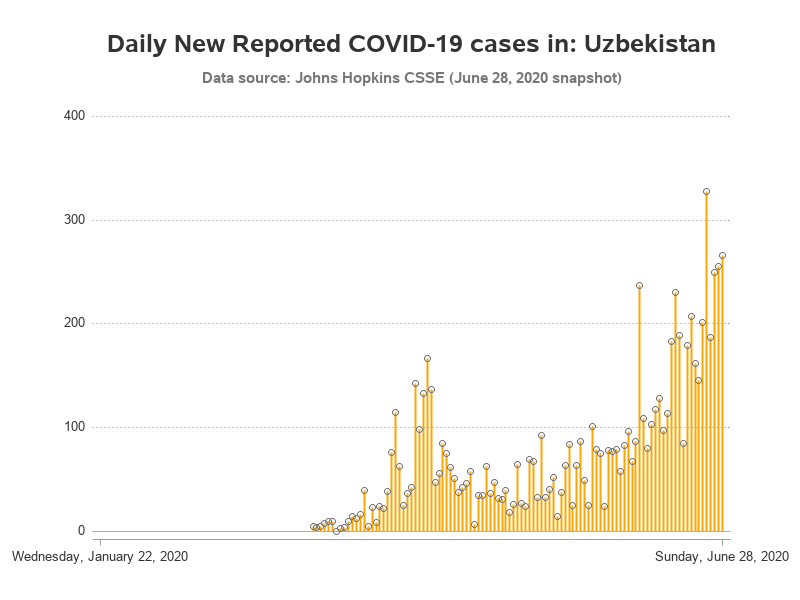 Daily New Reported COVID-19 cases in: Uzbekistan
Data source: Johns Hopkins CSSE (June 28, 2020 snapshot)
400
300
200
100
0
Wednesday, January 22, 2020 Sunday, June 28, 2020